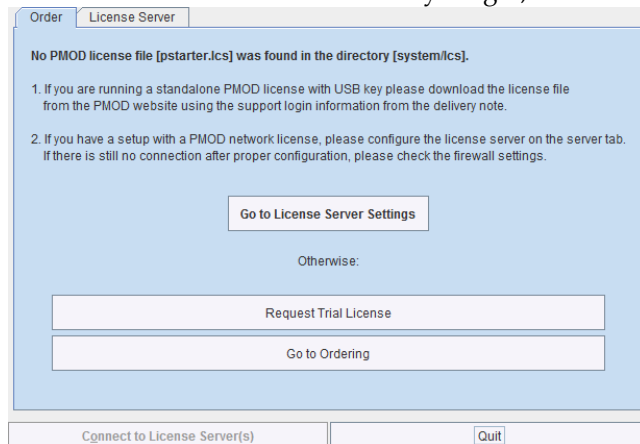 Order License Server
No PMOD license file [pstarter.lcs] was found in the directory [system/lcs].
1. If you are running a standalone PMOD license with USB key please download the license file
from the PMOD website using the support login information from the delivery note.
2. If you have a setup with a PMOD network license, please configure the license server on the server tab.
If there is still no connection after proper configuration, please check the firewall settings.
Go to License Server Settings
Otherwise:
Request Trial License
Go to Ordering
Connect to License Server(s) Quit